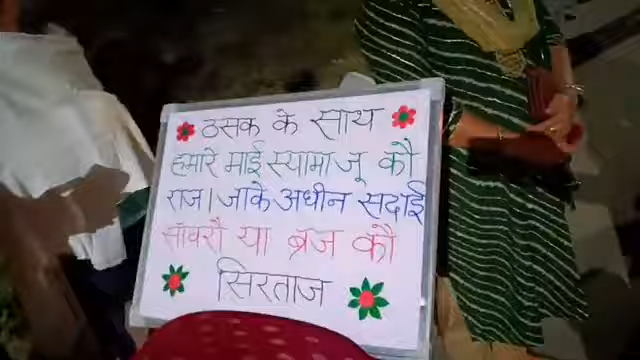 ठसक के साथ
हमारे माई स्यामा जू कौ
राज। जाके अधीन सदाई
साँवरौ या ब्रज कौ
सिरताज